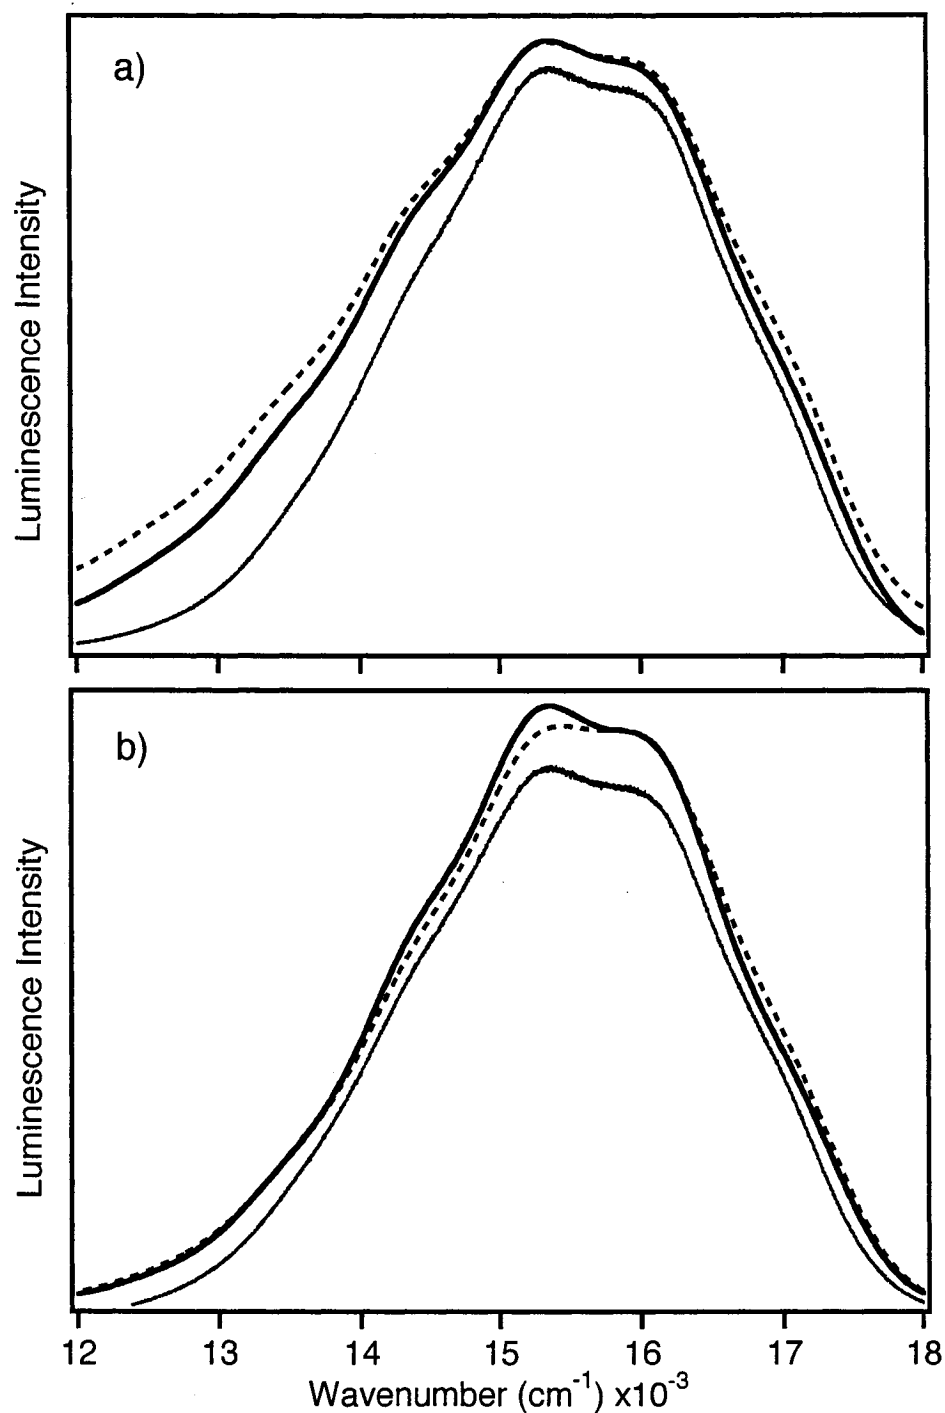 a)
Luminescence Intensity
b)
Luminescence Intensity
12 13 14 15 16 17 18
Wavenumber (cm⁻¹) x10⁻³